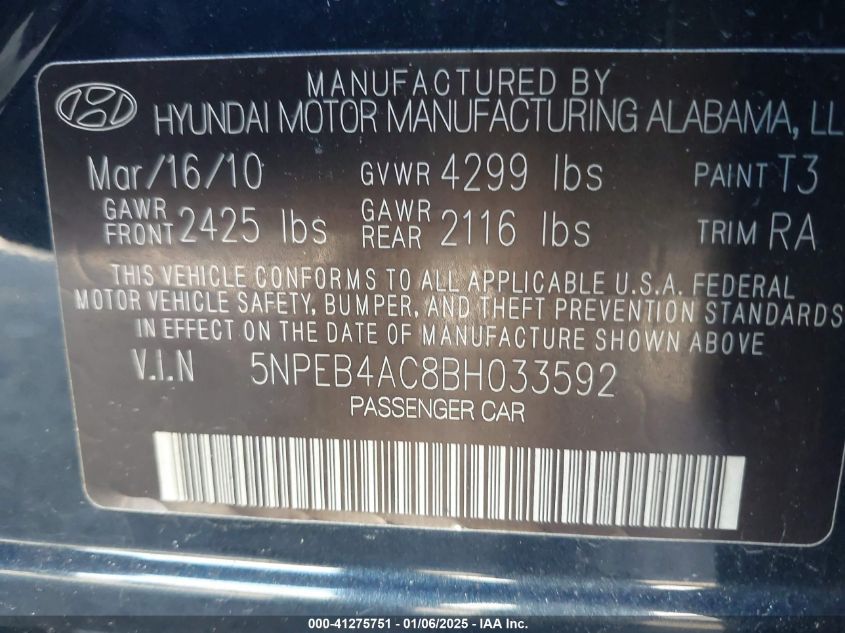 MANUFACTURED BY
HYUNDAI MOTOR MANUFACTURING ALABAMA, LL
Mar/16/10 GVWR 4299 lbs PAINT T3
GAWR FRONT 2425 lbs GAWR REAR 2116 lbs TRIM RA
THIS VEHICLE CONFORMS TO ALL APPLICABLE U.S.A. FEDERAL
MOTOR VEHICLE SAFETY, BUMPER, AND THEFT PREVENTION STANDARDS
IN EFFECT ON THE DATE OF MANUFACTURE SHOWN ABOVE
V.I.N 5NPEB4AC8BH033592
PASSENGER CAR
000-41275751 - 01/06/2025 - IAAI.com